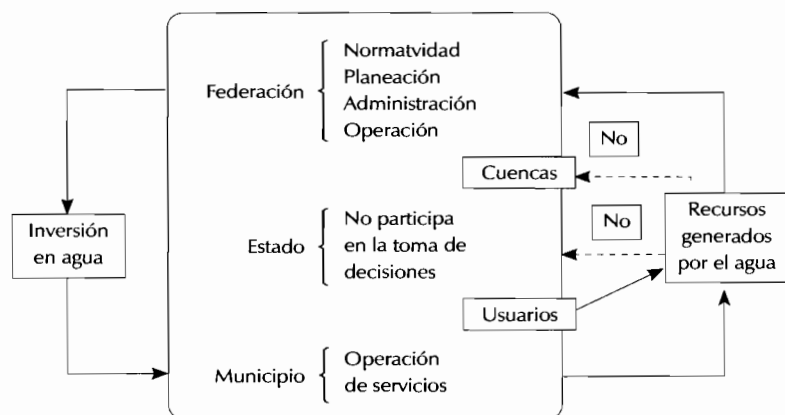 Federación
Normatvidad
Planeación
Administración
Operación
No
Cuencas
Inversión
en agua
Estado
No participa
en la toma de
decisiones
No
Recursos
generados
por el agua
Usuarios
Municipio
Operación
de servicios